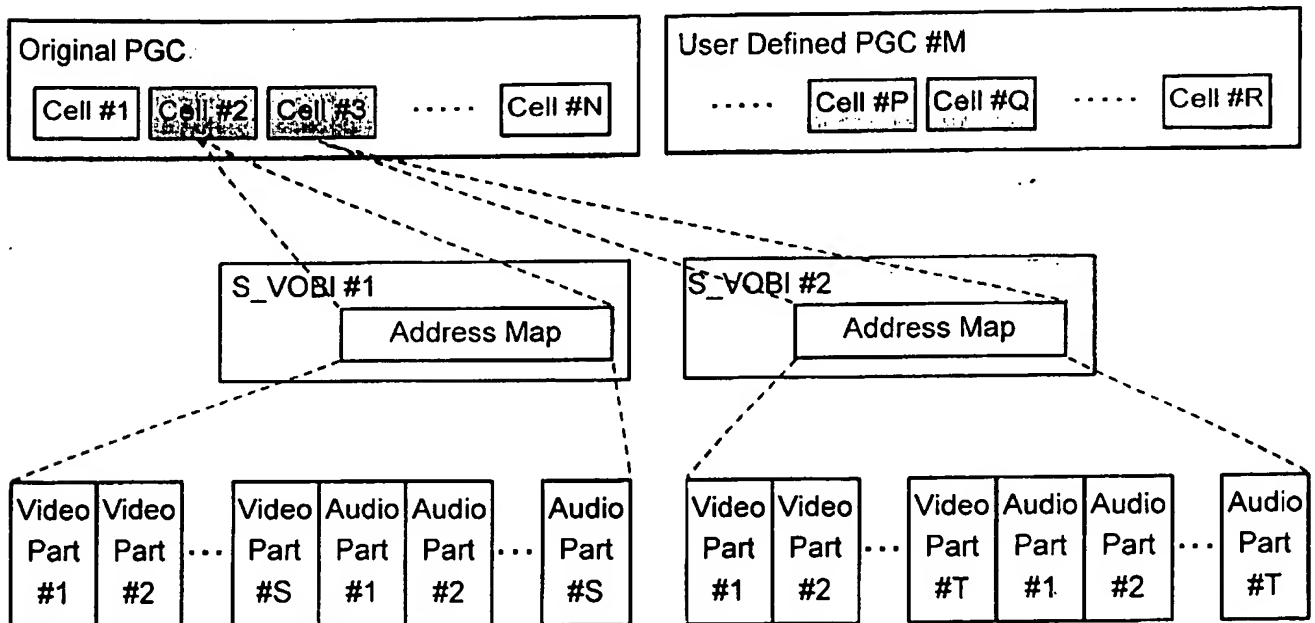 Original PGC
Cell #1 Cell #2 Cell #3 ..... Cell #N
User Defined PGC #M
..... Cell #P Cell #Q ..... Cell #R
S_VOBI #1
Address Map
S_VOBI #2
Address Map
Video Video Video Audio Audio Audio
Part Part ... Part Part Part ... Part
#1 #2 #S #1 #2 #S
Video Video Video Audio Audio Audio
Part Part ... Part Part Part ... Part
#1 #2 #T #1 #2 #T